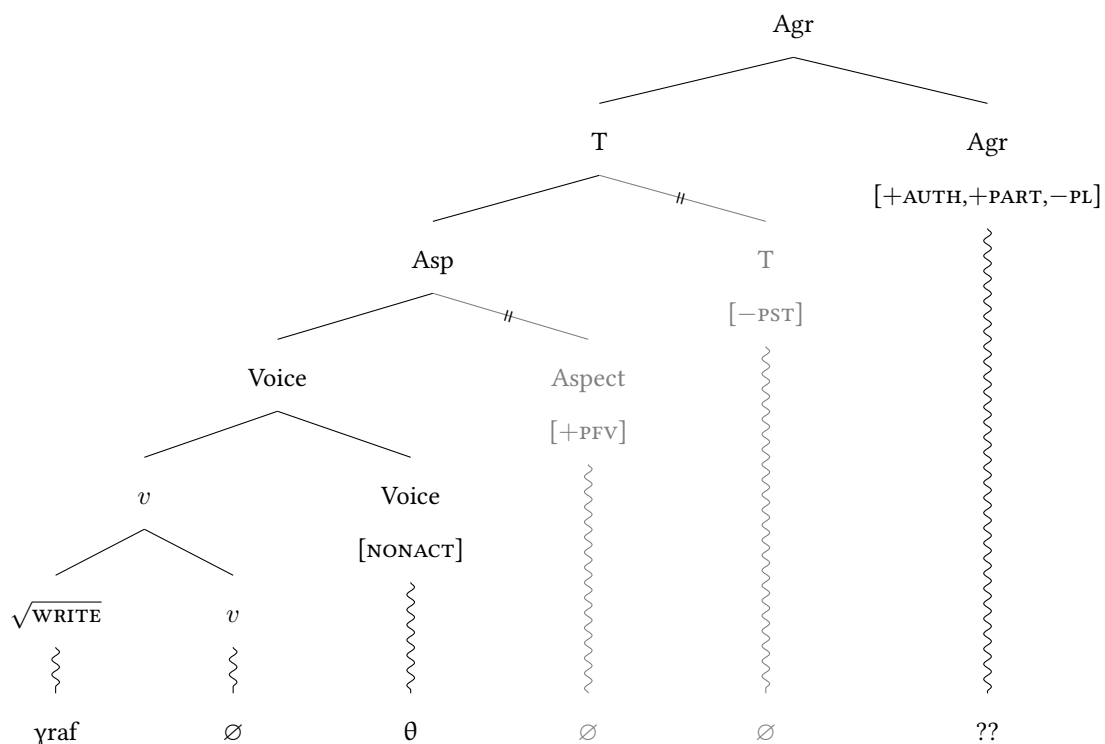 Agr
T Agr
[+AUTH,+PART,−PL]
Asp T
[−PST]
Voice Aspect
[+PFV]
v Voice
[NONACT]
√WRITE v
γraf ∅ θ ∅ ∅ ??